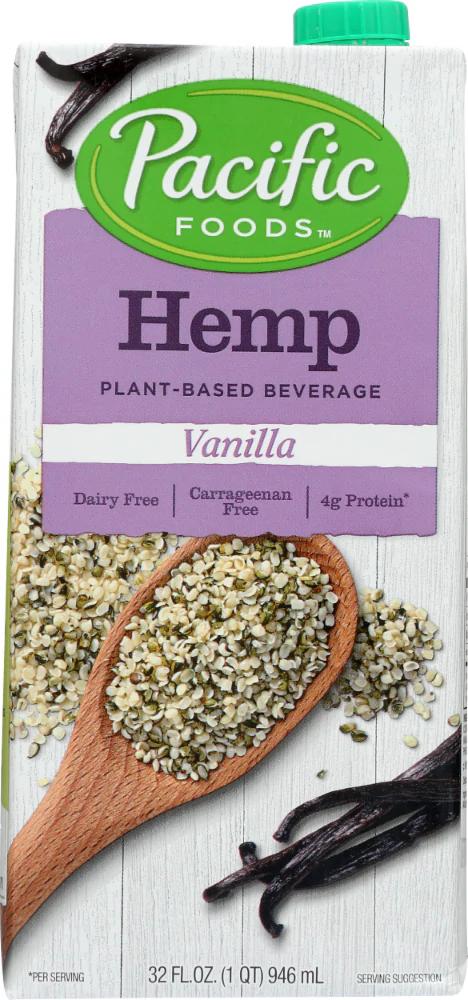 Pacific
FOODS™
Hemp
PLANT-BASED BEVERAGE
Vanilla
Dairy Free
Carrageenan
Free
4g Protein*
*PER SERVING
32 FL.OZ. (1 QT) 946 mL
SERVING SUGGESTION